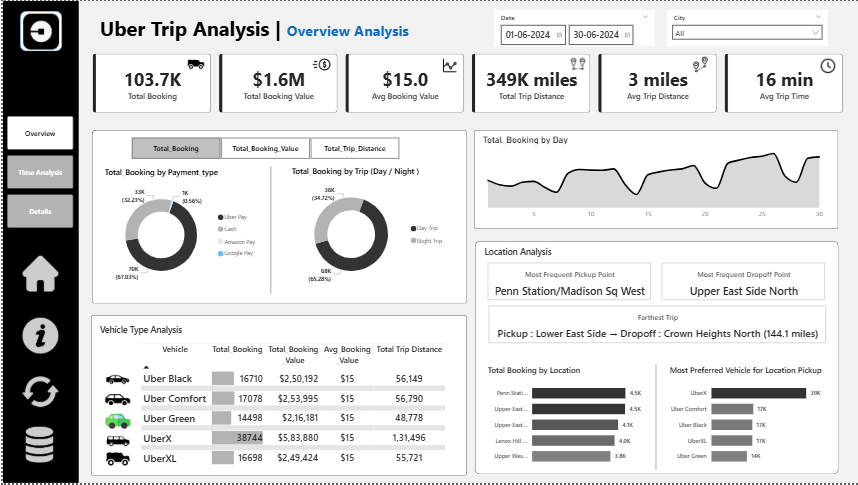 Uber Trip Analysis | Overview Analysis
Date
01-06-2024 30-06-2024
City
All
103.7K
Total Booking
$1.6M
Total Booking Value
$15.0
Avg Booking Value
349K miles
Total Trip Distance
3 miles
Avg Trip Distance
16 min
Avg Trip Time
Overview
Time Analysis
Details
Total_Booking Total_Booking_Value Total_Trip_Distance
Total_Booking by Payment_type
33K
(32.23%)
1K
(0.56%)
70K
(67.03%)
Uber Pay
Cash
Amazon Pay
Google Pay
Total_Booking by Trip (Day / Night )
36K
(34.72%)
68K
(65.28%)
Day Trip
Night Trip
Total_Booking by Day
5 10 15 20 25 30
Vehicle Type Analysis
Vehicle Total_Booking Total_Booking_Value Avg_Booking_Value Total Trip Distance
Uber Black 16710 $2,50,192 $15 56,149
Uber Comfort 17078 $2,53,995 $15 56,790
Uber Green 14498 $2,16,181 $15 48,778
UberX 38744 $5,83,880 $15 1,31,496
UberXL 16698 $2,49,424 $15 55,721
Location Analysis
Most Frequent Pickup Point
Penn Station/Madison Sq West
Most Frequent Dropoff Point
Upper East Side North
Farthest Trip
Pickup : Lower East Side → Dropoff : Crown Heights North (144.1 miles)
Total Booking by Location
Penn Stati... 4.5K
Upper East... 4.5K
Upper East... 4.1K
Lenox Hill ... 4.0K
Upper Wes... 3.8K
Most Preferred Vehicle for Location Pickup
UberX 39K
Uber Comfort 17K
Uber Black 17K
UberXL 17K
Uber Green 14K